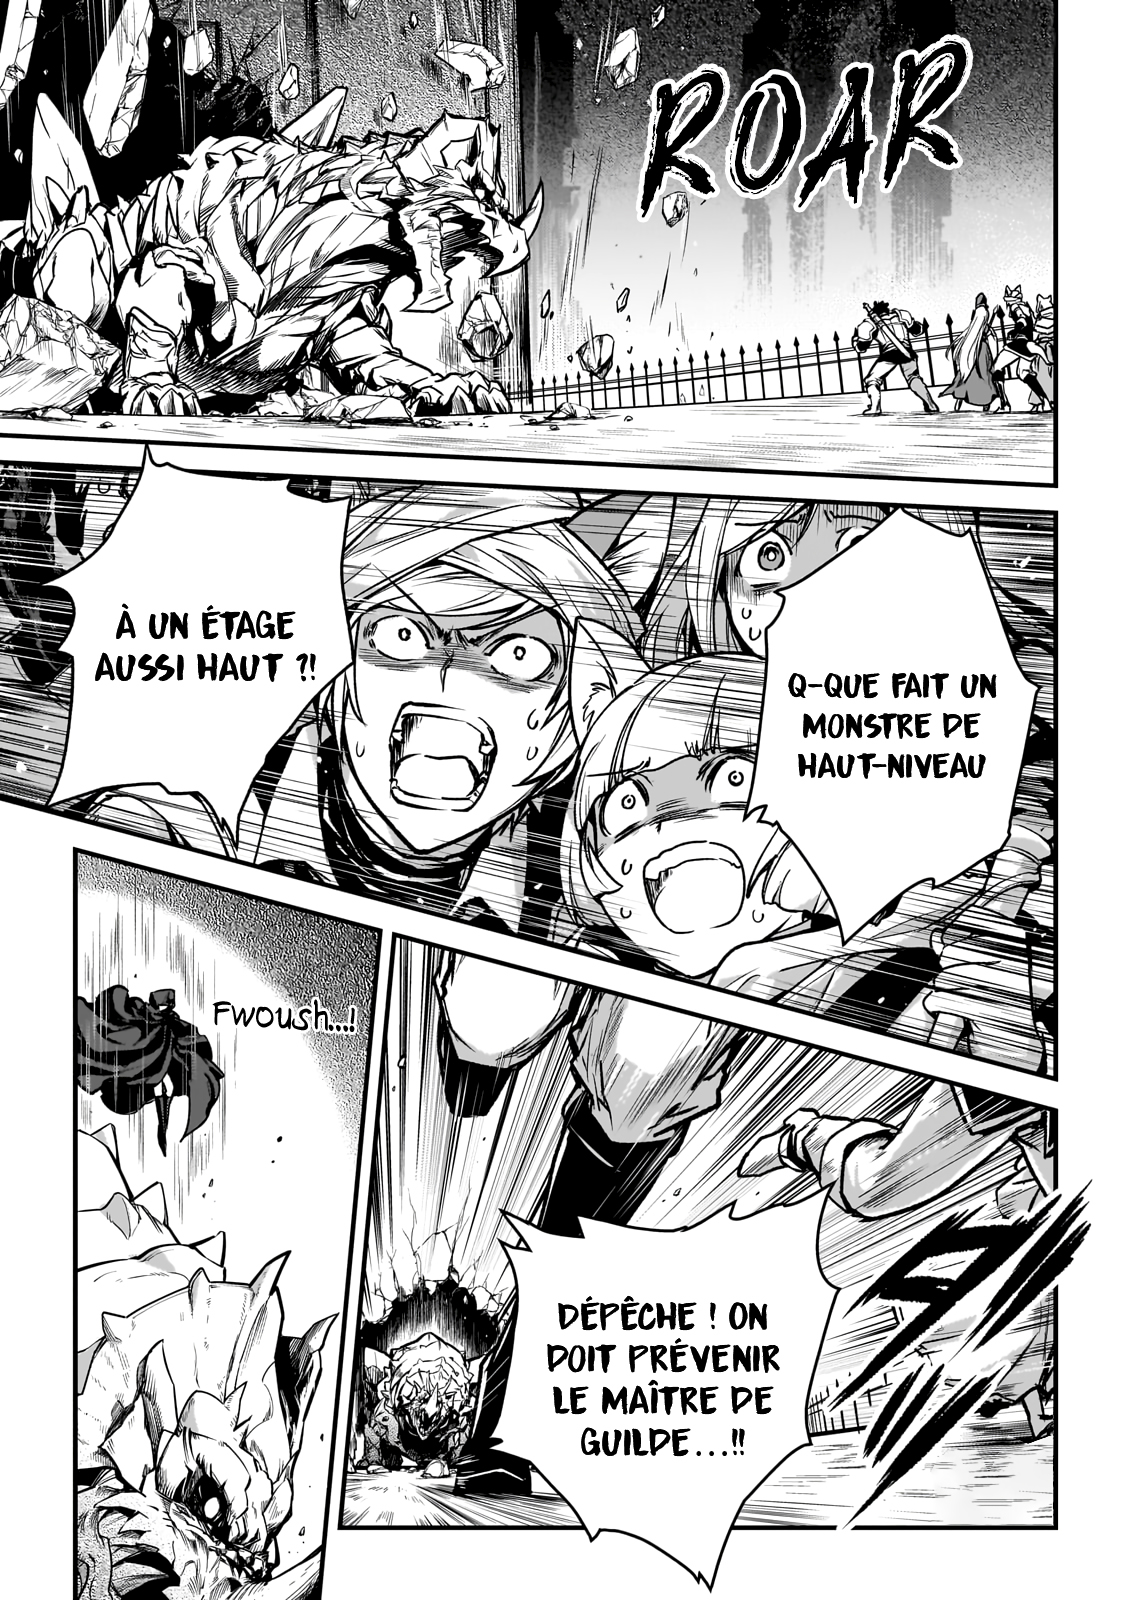 ROAR
Q-QUE FAIT UN
MONSTRE DE
HAUT-NIVEAU
À UN ÉTAGE
AUSSI HAUT ?!
DÉPÊCHE ! ON
DOIT PRÉVENIR
LE MAÎTRE DE
GUILDE...!!
Fwoush...!